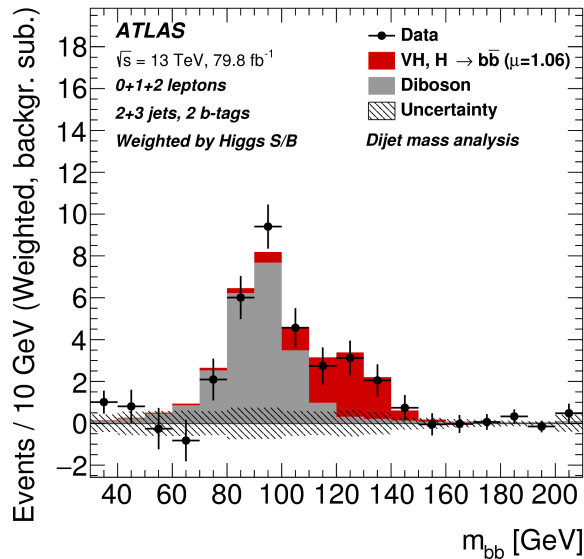 ATLAS
√s = 13 TeV, 79.8 fb⁻¹
0+1+2 leptons
2+3 jets, 2 b-tags
Weighted by Higgs S/B
Data
VH, H → bb̅ (μ=1.06)
Diboson
Uncertainty
Dijet mass analysis
Events / 10 GeV (Weighted, backgr. sub.)
18
16
14
12
10
8
6
4
2
0
−2
40 60 80 100 120 140 160 180 200
m_bb [GeV]